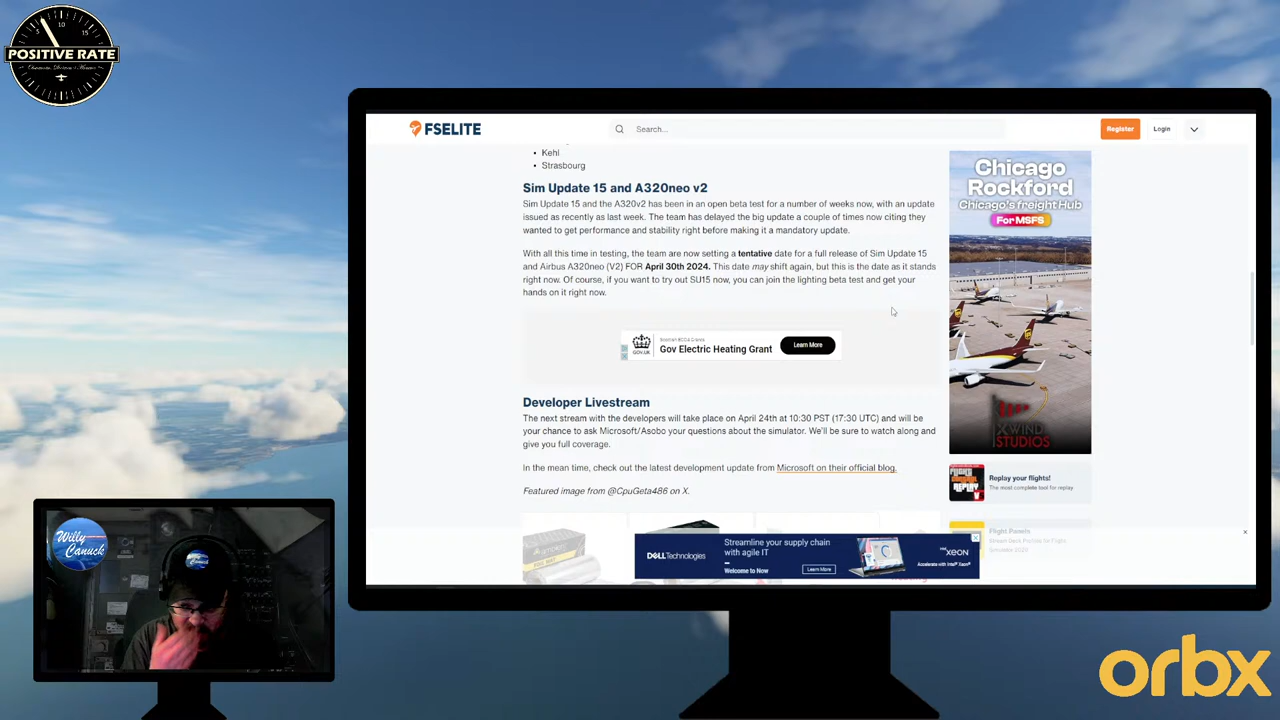 10
5
15
POSITIVE RATE
FSELITE
Search...
Register
Login
Kehl
Strasbourg
Sim Update 15 and A320neo v2
Sim Update 15 and the A320v2 has been in an open beta test for a number of weeks now, with an update
issued as recently as last week. The team has delayed the big update a couple of times now citing they
wanted to get performance and stability right before making it a mandatory update.
With all this time in testing, the team are now setting a tentative date for a full release of Sim Update 15
and Airbus A320neo (V2) FOR April 30th 2024. This date may shift again, but this is the date as it stands
right now. Of course, if you want to try out SU15 now, you can join the lighting beta test and get your
hands on it right now.
GOV.UK
Gov Electric Heating Grant
Learn More
Developer Livestream
The next stream with the developers will take place on April 24th at 10:30 PST (17:30 UTC) and will be
your chance to ask Microsoft/Asobo your questions about the simulator. We'll be sure to watch along and
give you full coverage.
In the mean time, check out the latest development update from Microsoft on their official blog.
Featured image from @CpuGeta486 on X.
Chicago
Rockford
Chicago's freight Hub
For MSFS
XWIND
STUDIOS
FLIGHT
REPLAY
Replay your flights!
The most complete tool for replay
Flight Panels
Stream Deck Profiles for Flight
Simulator 2020
DELL Technologies
Streamline your supply chain
with agile IT
Welcome to Now
Learn More
XEON
Accelerate with Intel® Xeon®
Willy
Canuck
orbx